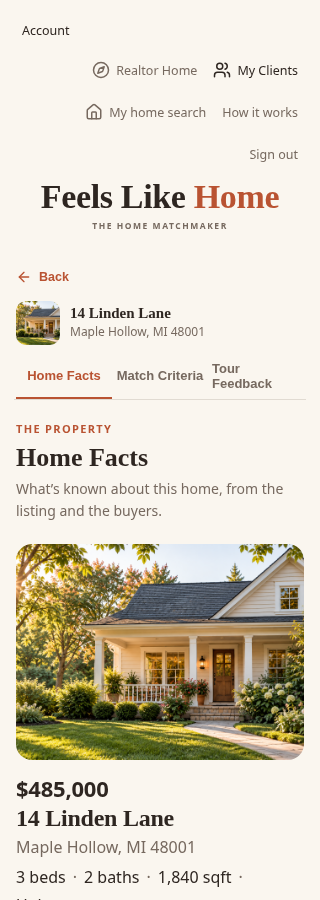 Account
Realtor Home
My Clients
My home search
How it works
Sign out
Feels Like Home
THE HOME MATCHMAKER
Back
14 Linden Lane
Maple Hollow, MI 48001
Home Facts
Match Criteria
Tour
Feedback
THE PROPERTY
Home Facts
What’s known about this home, from the
listing and the buyers.
$485,000
14 Linden Lane
Maple Hollow, MI 48001
3 beds · 2 baths · 1,840 sqft ·